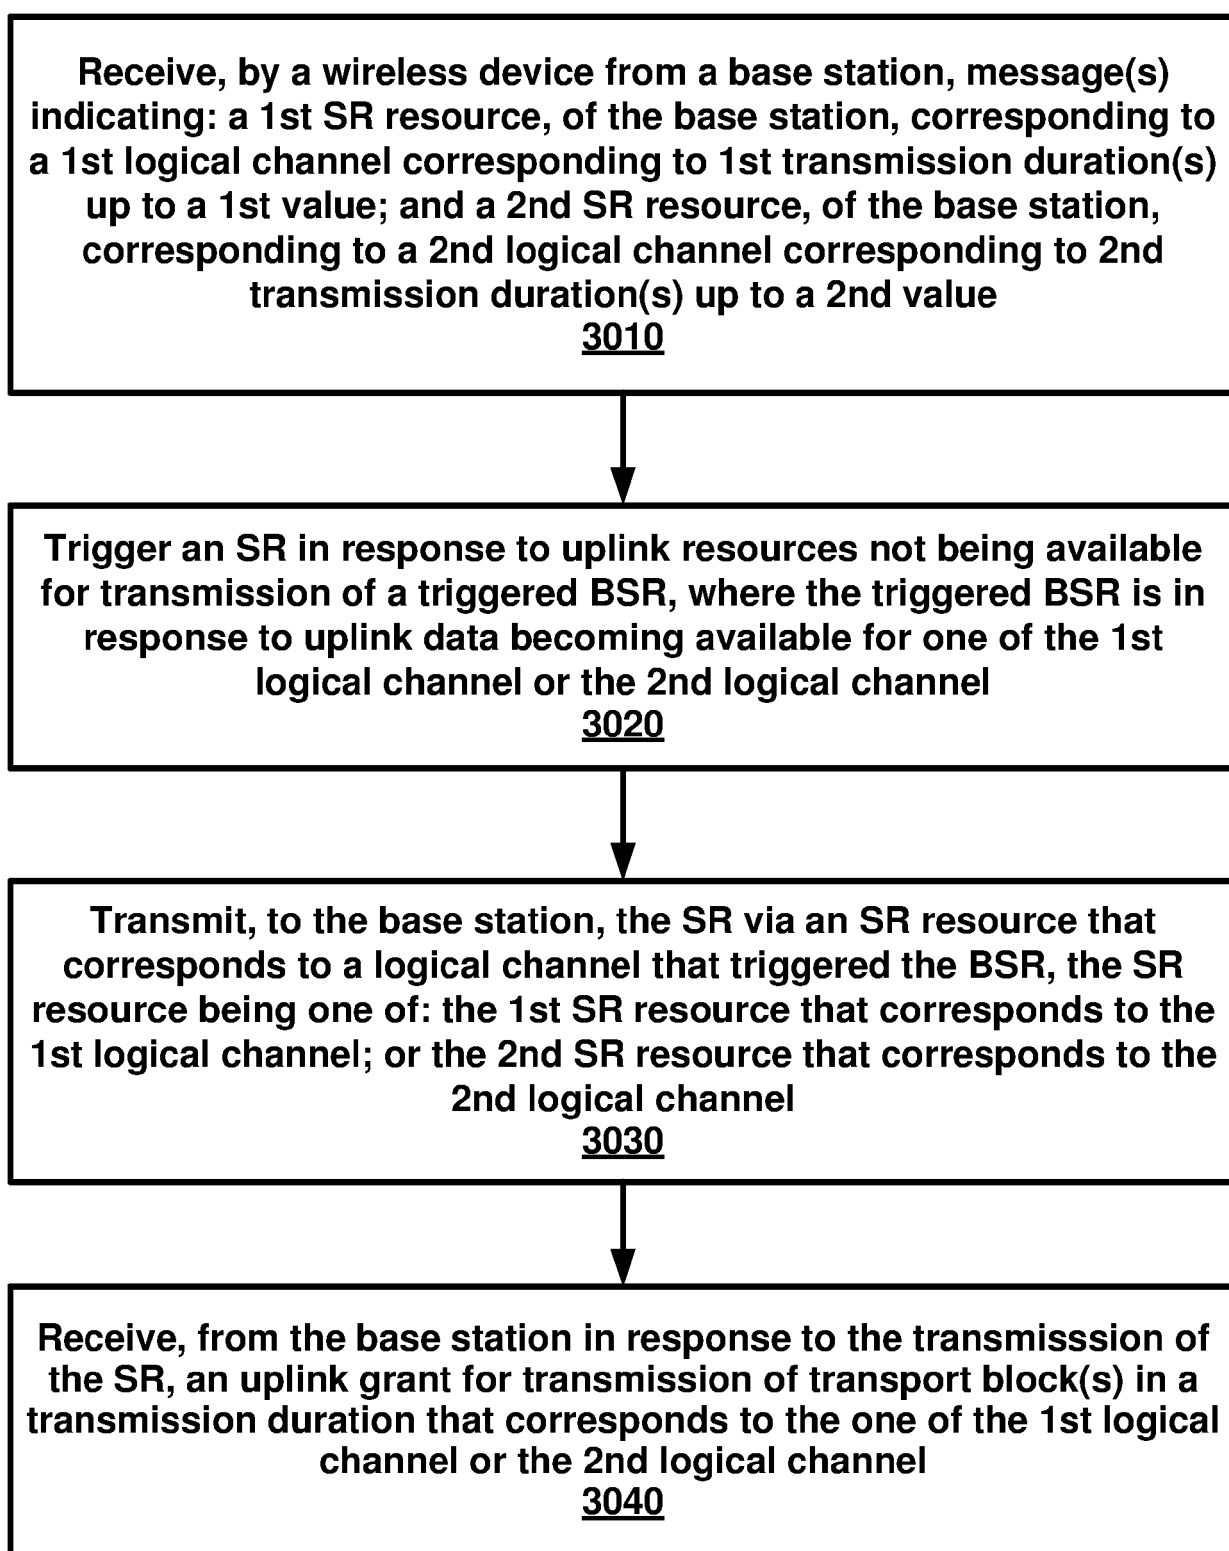 Receive, by a wireless device from a base station, message(s)
indicating: a 1st SR resource, of the base station, corresponding to
a 1st logical channel corresponding to 1st transmission duration(s)
up to a 1st value; and a 2nd SR resource, of the base station,
corresponding to a 2nd logical channel corresponding to 2nd
transmission duration(s) up to a 2nd value
3010
Trigger an SR in response to uplink resources not being available
for transmission of a triggered BSR, where the triggered BSR is in
response to uplink data becoming available for one of the 1st
logical channel or the 2nd logical channel
3020
Transmit, to the base station, the SR via an SR resource that
corresponds to a logical channel that triggered the BSR, the SR
resource being one of: the 1st SR resource that corresponds to the
1st logical channel; or the 2nd SR resource that corresponds to the
2nd logical channel
3030
Receive, from the base station in response to the transmisssion of
the SR, an uplink grant for transmission of transport block(s) in a
transmission duration that corresponds to the one of the 1st logical
channel or the 2nd logical channel
3040